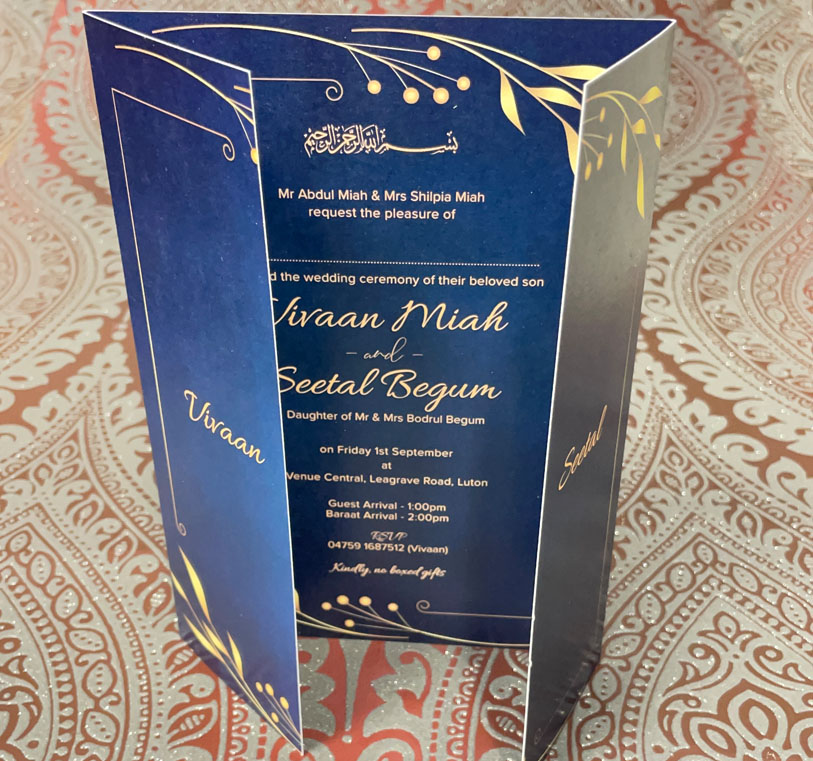 بسم الله الرحمن الرحيم
Mr Abdul Miah & Mrs Shilpia Miah
request the pleasure of
d the wedding ceremony of their beloved son
Vivaan Miah
- and -
Seetal Begum
Daughter of Mr & Mrs Bodrul Begum
on Friday 1st September
at
Venue Central, Leagrave Road, Luton
Guest Arrival - 1:00pm
Baraat Arrival - 2:00pm
RSVP
04759 1687512 (Vivaan)
Kindly, no boxed gifts
Vivaan
Seetal